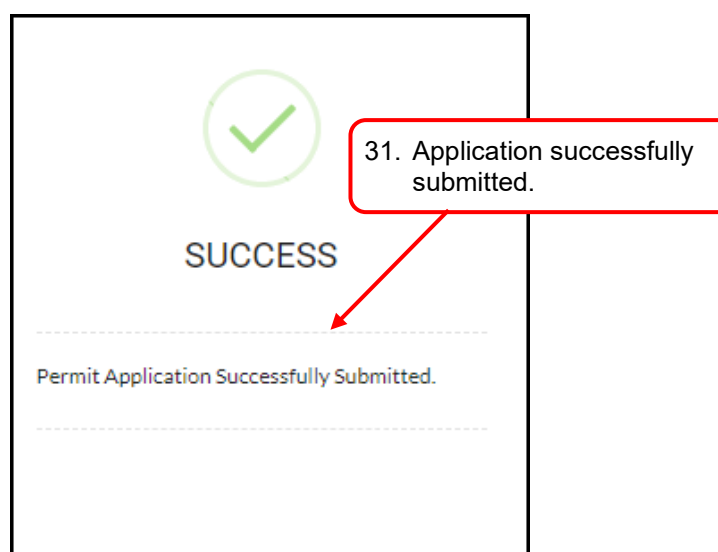 31. Application successfully
submitted.
SUCCESS
Permit Application Successfully Submitted.